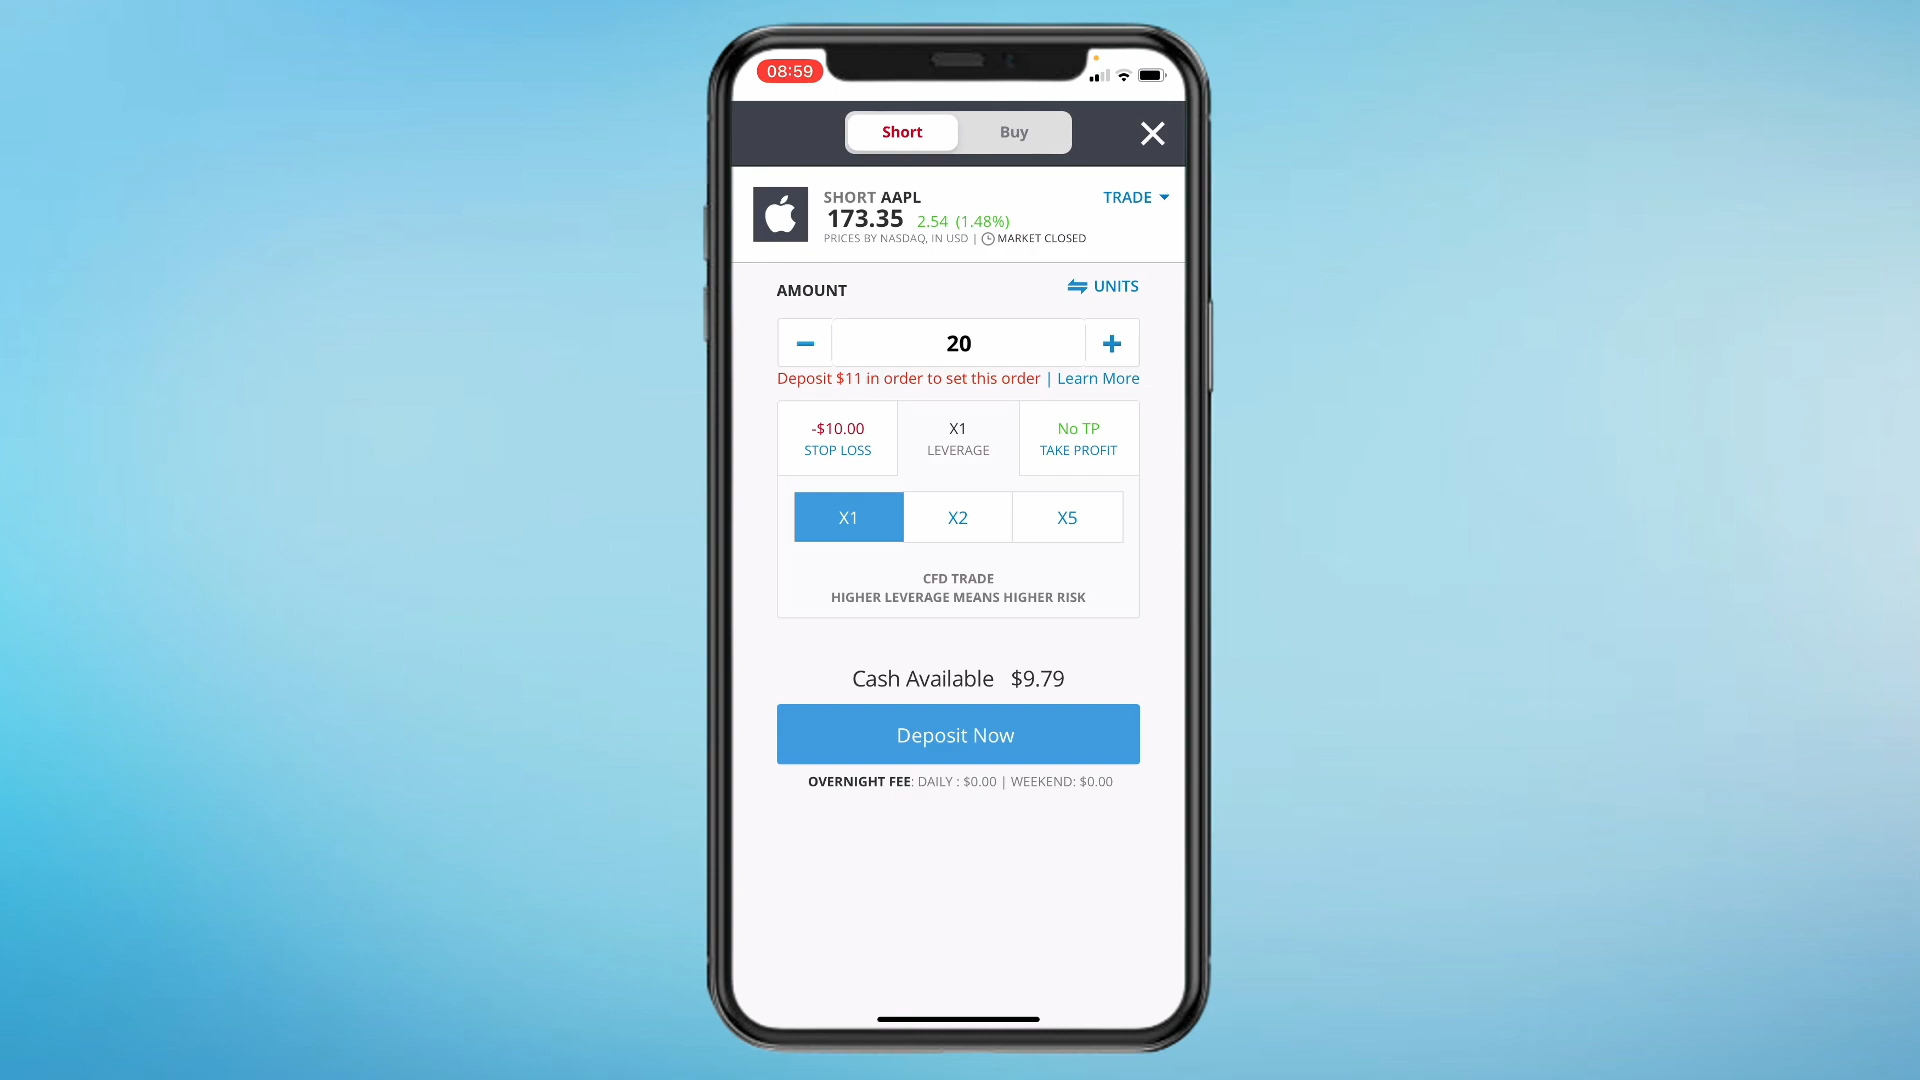 08:59
Short Buy
SHORT AAPL TRADE
173.35 2.54 (1.48%)
PRICES BY NASDAQ, IN USD | MARKET CLOSED
AMOUNT UNITS
20
Deposit $11 in order to set this order | Learn More
-$10.00 X1 No TP
STOP LOSS LEVERAGE TAKE PROFIT
X1 X2 X5
CFD TRADE
HIGHER LEVERAGE MEANS HIGHER RISK
Cash Available $9.79
Deposit Now
OVERNIGHT FEE: DAILY : $0.00 | WEEKEND: $0.00